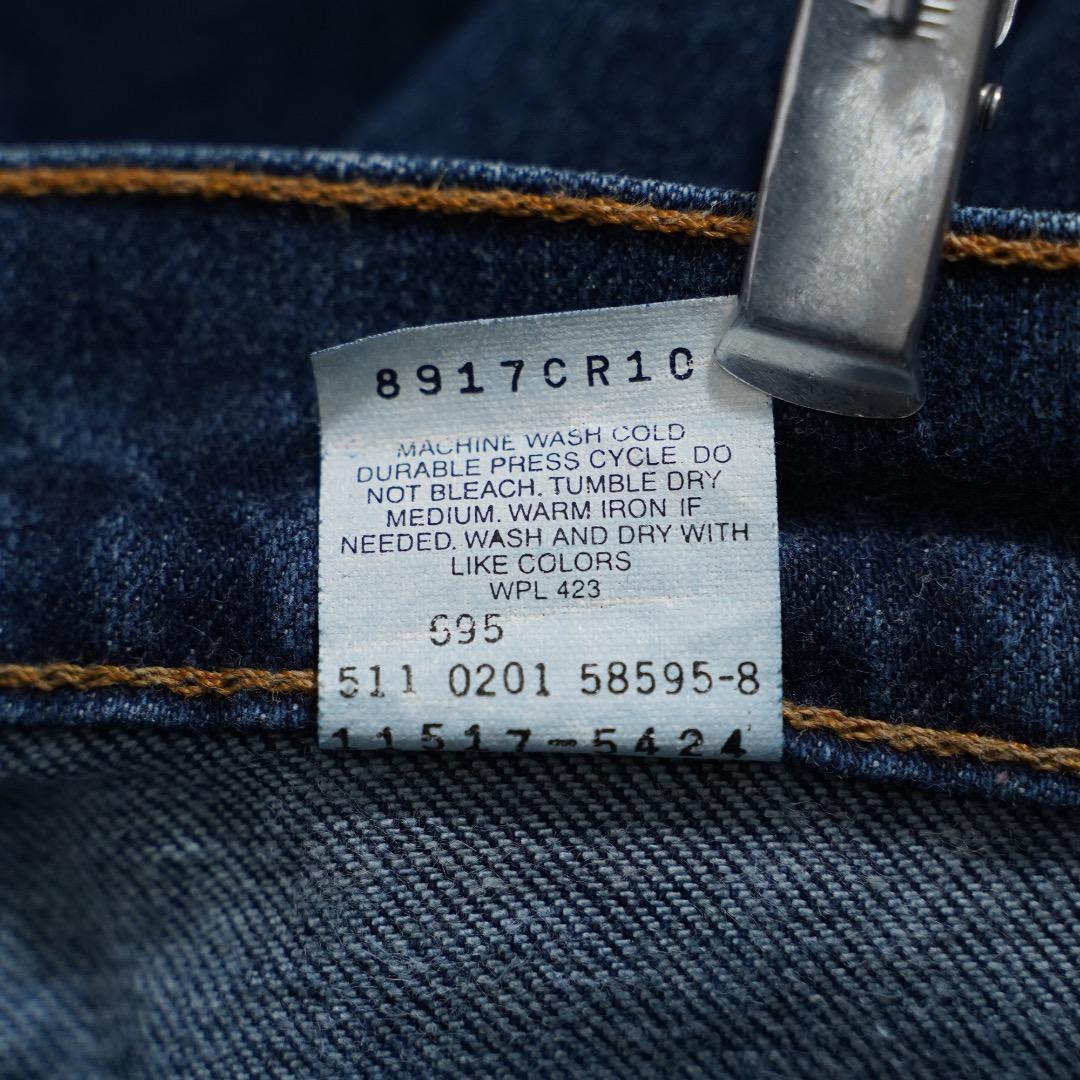 8917CR10
MACHINE WASH COLD
DURABLE PRESS CYCLE. DO
NOT BLEACH. TUMBLE DRY
MEDIUM. WARM IRON IF
NEEDED. WASH AND DRY WITH
LIKE COLORS
WPL 423
S95
511 0201 58595-8
11517-5424